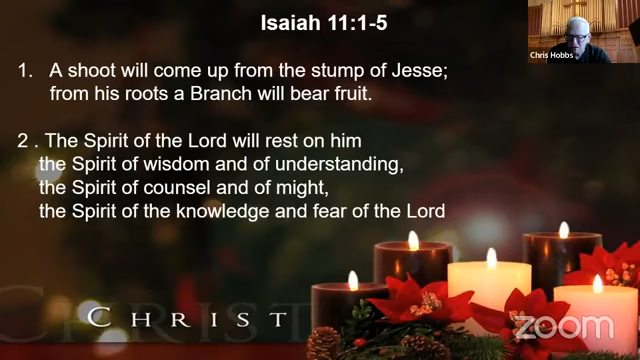 Isaiah 11:1-5
Chris Hobbs
1. A shoot will come up from the stump of Jesse;
from his roots a Branch will bear fruit.
2 . The Spirit of the Lord will rest on him
the Spirit of wisdom and of understanding,
the Spirit of counsel and of might,
the Spirit of the knowledge and fear of the Lord
CHRIST
zoom